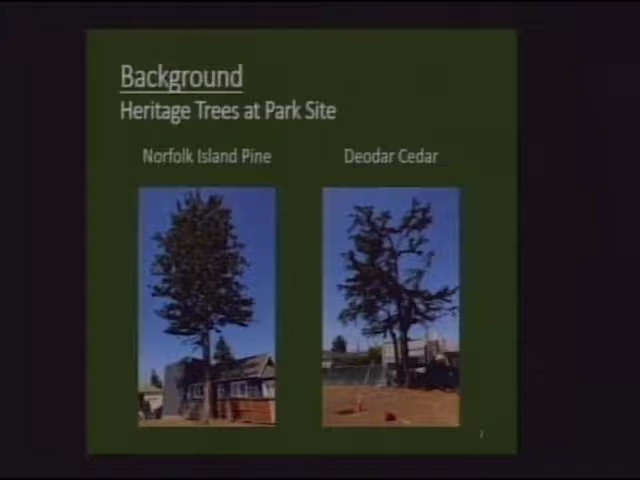 Background
Heritage Trees at Park Site
Norfolk Island Pine
Deodar Cedar